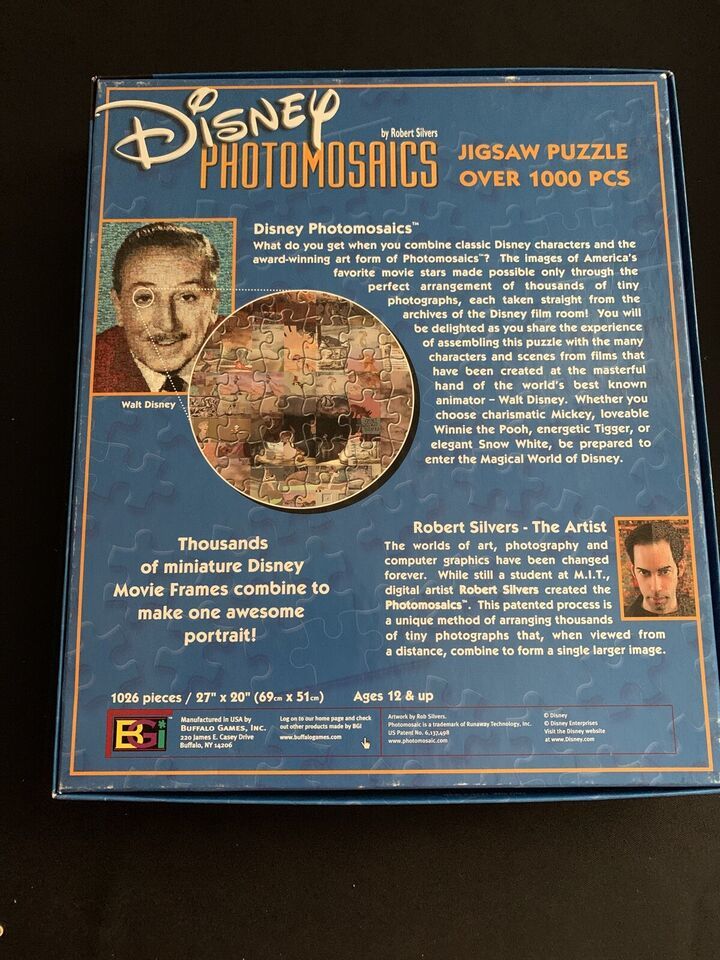 DISNEY
by Robert Silvers
PHOTOMOSAICS
JIGSAW PUZZLE
OVER 1000 PCS
Disney Photomosaics™
What do you get when you combine classic Disney characters and the
award-winning art form of Photomosaics™? The images of America's
favorite movie stars made possible only through the
perfect arrangement of thousands of tiny
photographs, each taken straight from the
archives of the Disney film room! You will
be delighted as you share the experience
of assembling this puzzle with the many
characters and scenes from films that
have been created at the masterful
hand of the world's best known
animator – Walt Disney. Whether you
choose charismatic Mickey, loveable
Winnie the Pooh, energetic Tigger, or
elegant Snow White, be prepared to
enter the Magical World of Disney.
Walt Disney
Thousands
of miniature Disney
Movie Frames combine to
make one awesome
portrait!
Robert Silvers - The Artist
The worlds of art, photography and
computer graphics have been changed
forever. While still a student at M.I.T.,
digital artist Robert Silvers created the
Photomosaics™. This patented process is
a unique method of arranging thousands
of tiny photographs that, when viewed from
a distance, combine to form a single larger image.
1026 pieces / 27" x 20" (69cm x 51cm) Ages 12 & up
BGi™
Manufactured in USA by
BUFFALO GAMES, INC.
220 James E. Casey Drive
Buffalo, NY 14206
Log on to our home page and check
out other products made by BGI
www.buffalogames.com
Artwork by Rob Silvers.
Photomosaic is a trademark of Runaway Technology, Inc.
US Patent No. 6,137,498
www.photomosaic.com
© Disney
© Disney Enterprises
Visit the Disney website
at www.Disney.com